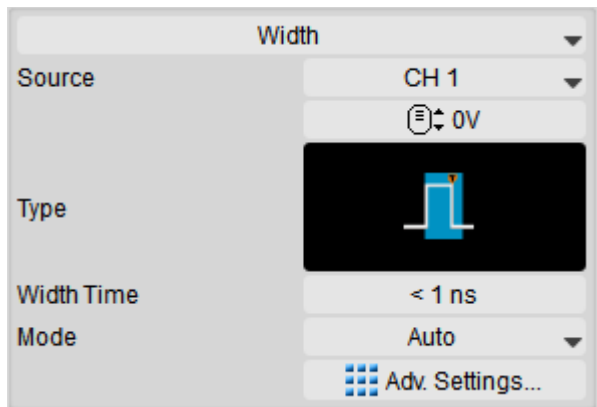 Width
Source CH 1
0V
Type
Width Time < 1 ns
Mode Auto
Adv. Settings...